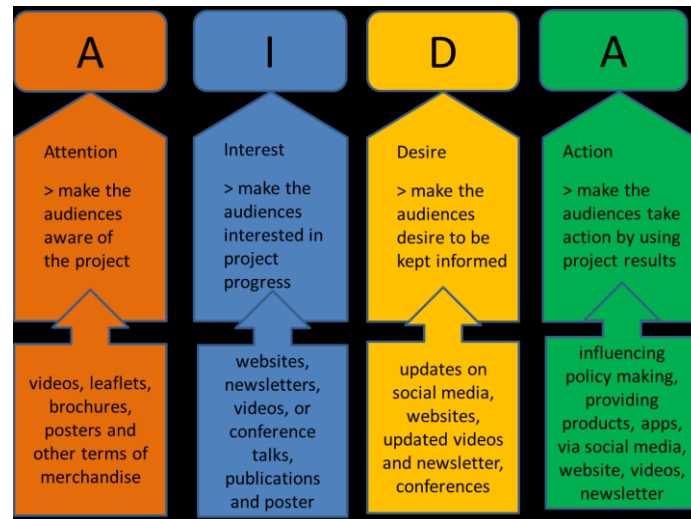 A
I
D
A
Attention
> make the
audiences
aware of
the project
Interest
> make the
audiences
interested in
project
progress
Desire
> make the
audiences
desire to be
kept informed
Action
> make the
audiences take
action by using
project results
videos, leaflets,
brochures,
posters and
other terms of
merchandise
websites,
newsletters,
videos, or
conference
talks,
publications
and poster
updates on
social media,
websites,
updated videos
and newsletter,
conferences
influencing
policy making,
providing
products, apps,
via social media,
website, videos,
newsletter